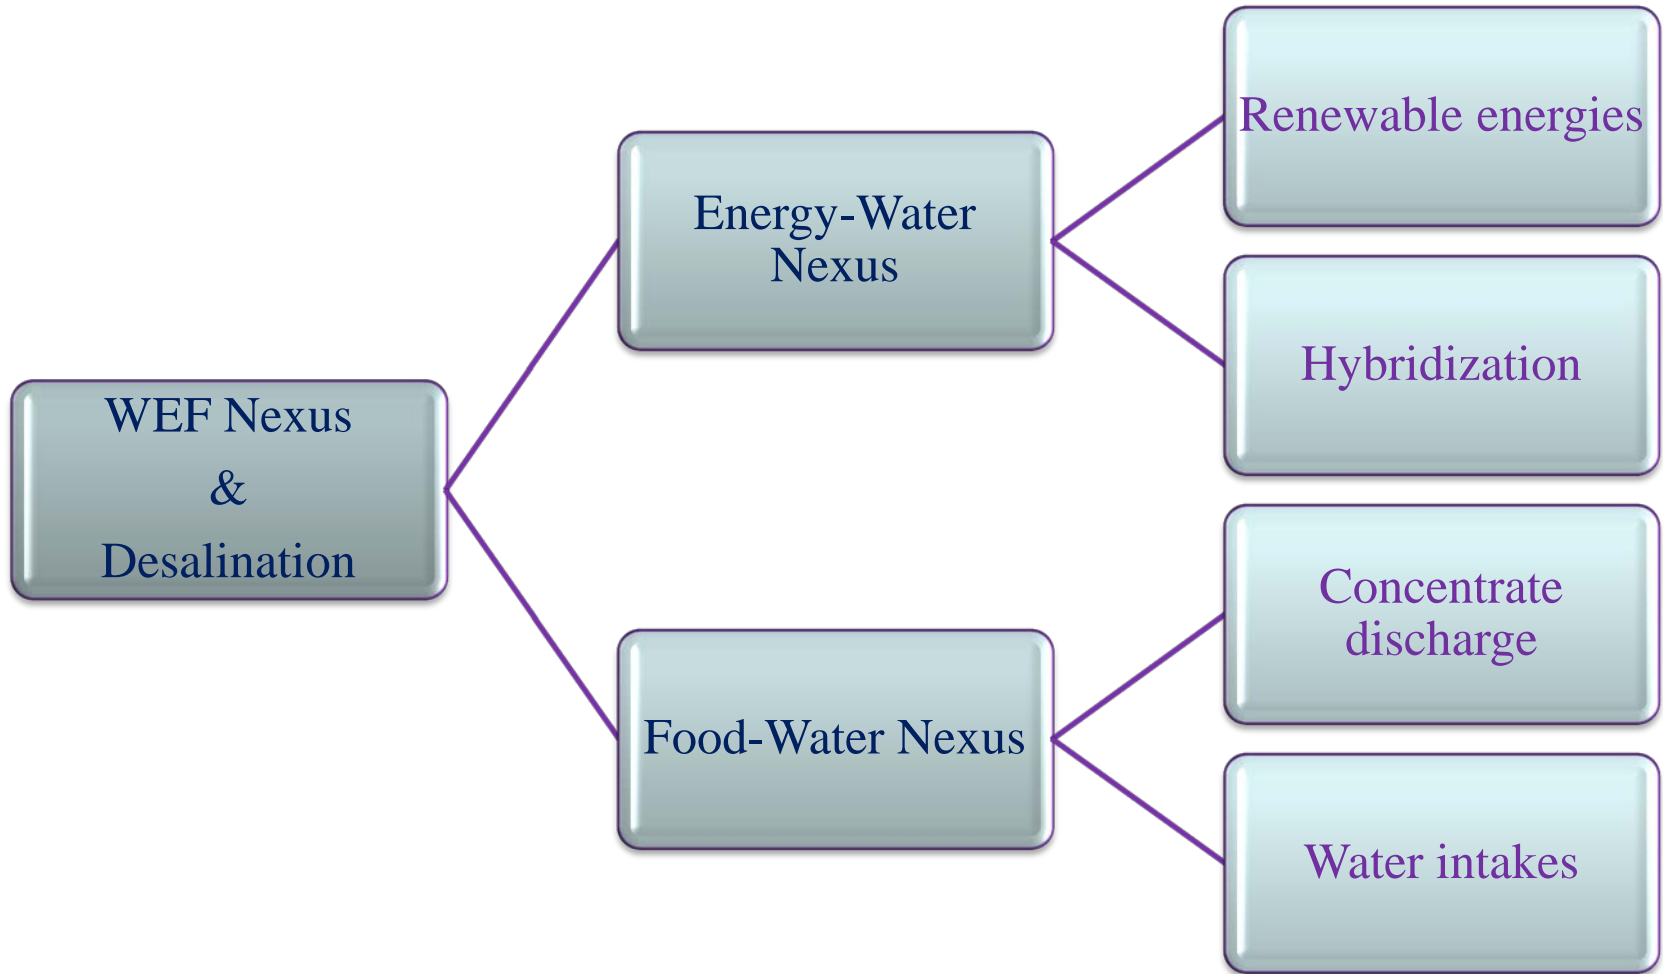 WEF Nexus
&
Desalination
Energy-Water
Nexus
Food-Water Nexus
Renewable energies
Hybridization
Concentrate
discharge
Water intakes